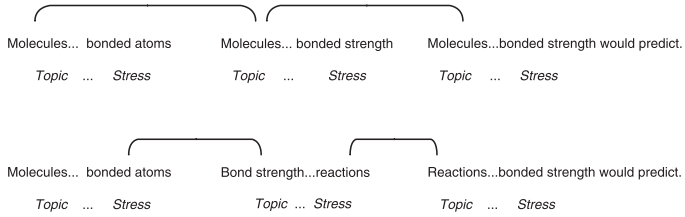 Molecules... bonded atoms Molecules... bonded strength Molecules...bonded strength would predict.
Topic ... Stress Topic ... Stress Topic ... Stress
Molecules... bonded atoms Bond strength...reactions Reactions...bonded strength would predict.
Topic ... Stress Topic ... Stress Topic ... Stress